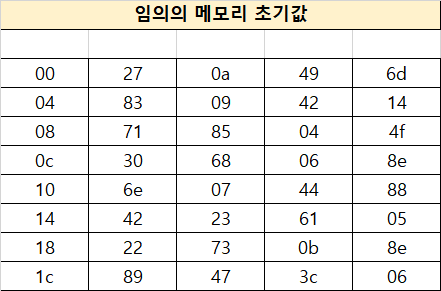 임의의 메모리 초기값
00 27 0a 49 6d
04 83 09 42 14
08 71 85 04 4f
0c 30 68 06 8e
10 6e 07 44 88
14 42 23 61 05
18 22 73 0b 8e
1c 89 47 3c 06